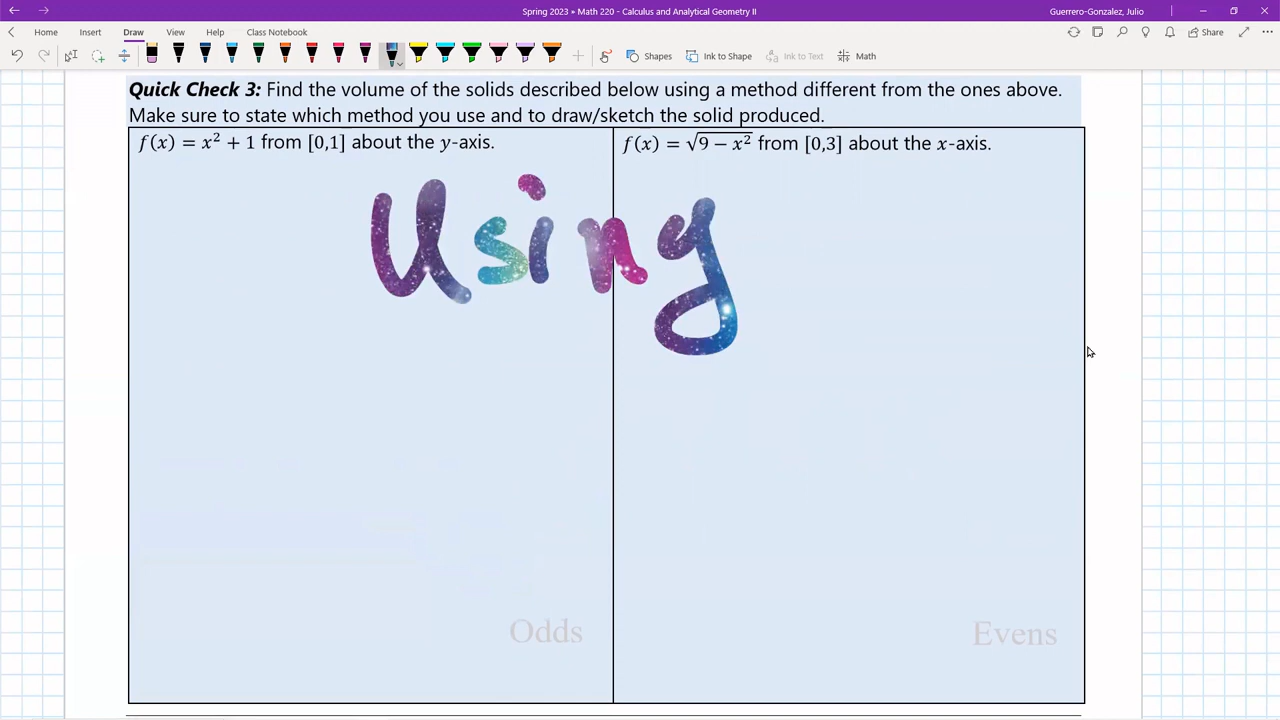 Spring 2023 » Math 220 - Calculus and Analytical Geometry II
Guerrero-Gonzalez, Julio
Home Insert Draw View Help Class Notebook
Share
Shapes Ink to Shape Ink to Text Math
Quick Check 3: Find the volume of the solids described below using a method different from the ones above.
Make sure to state which method you use and to draw/sketch the solid produced.
f(x) = x² + 1 from [0,1] about the y-axis.
f(x) = √(9 − x²) from [0,3] about the x-axis.
Using
Odds
Evens